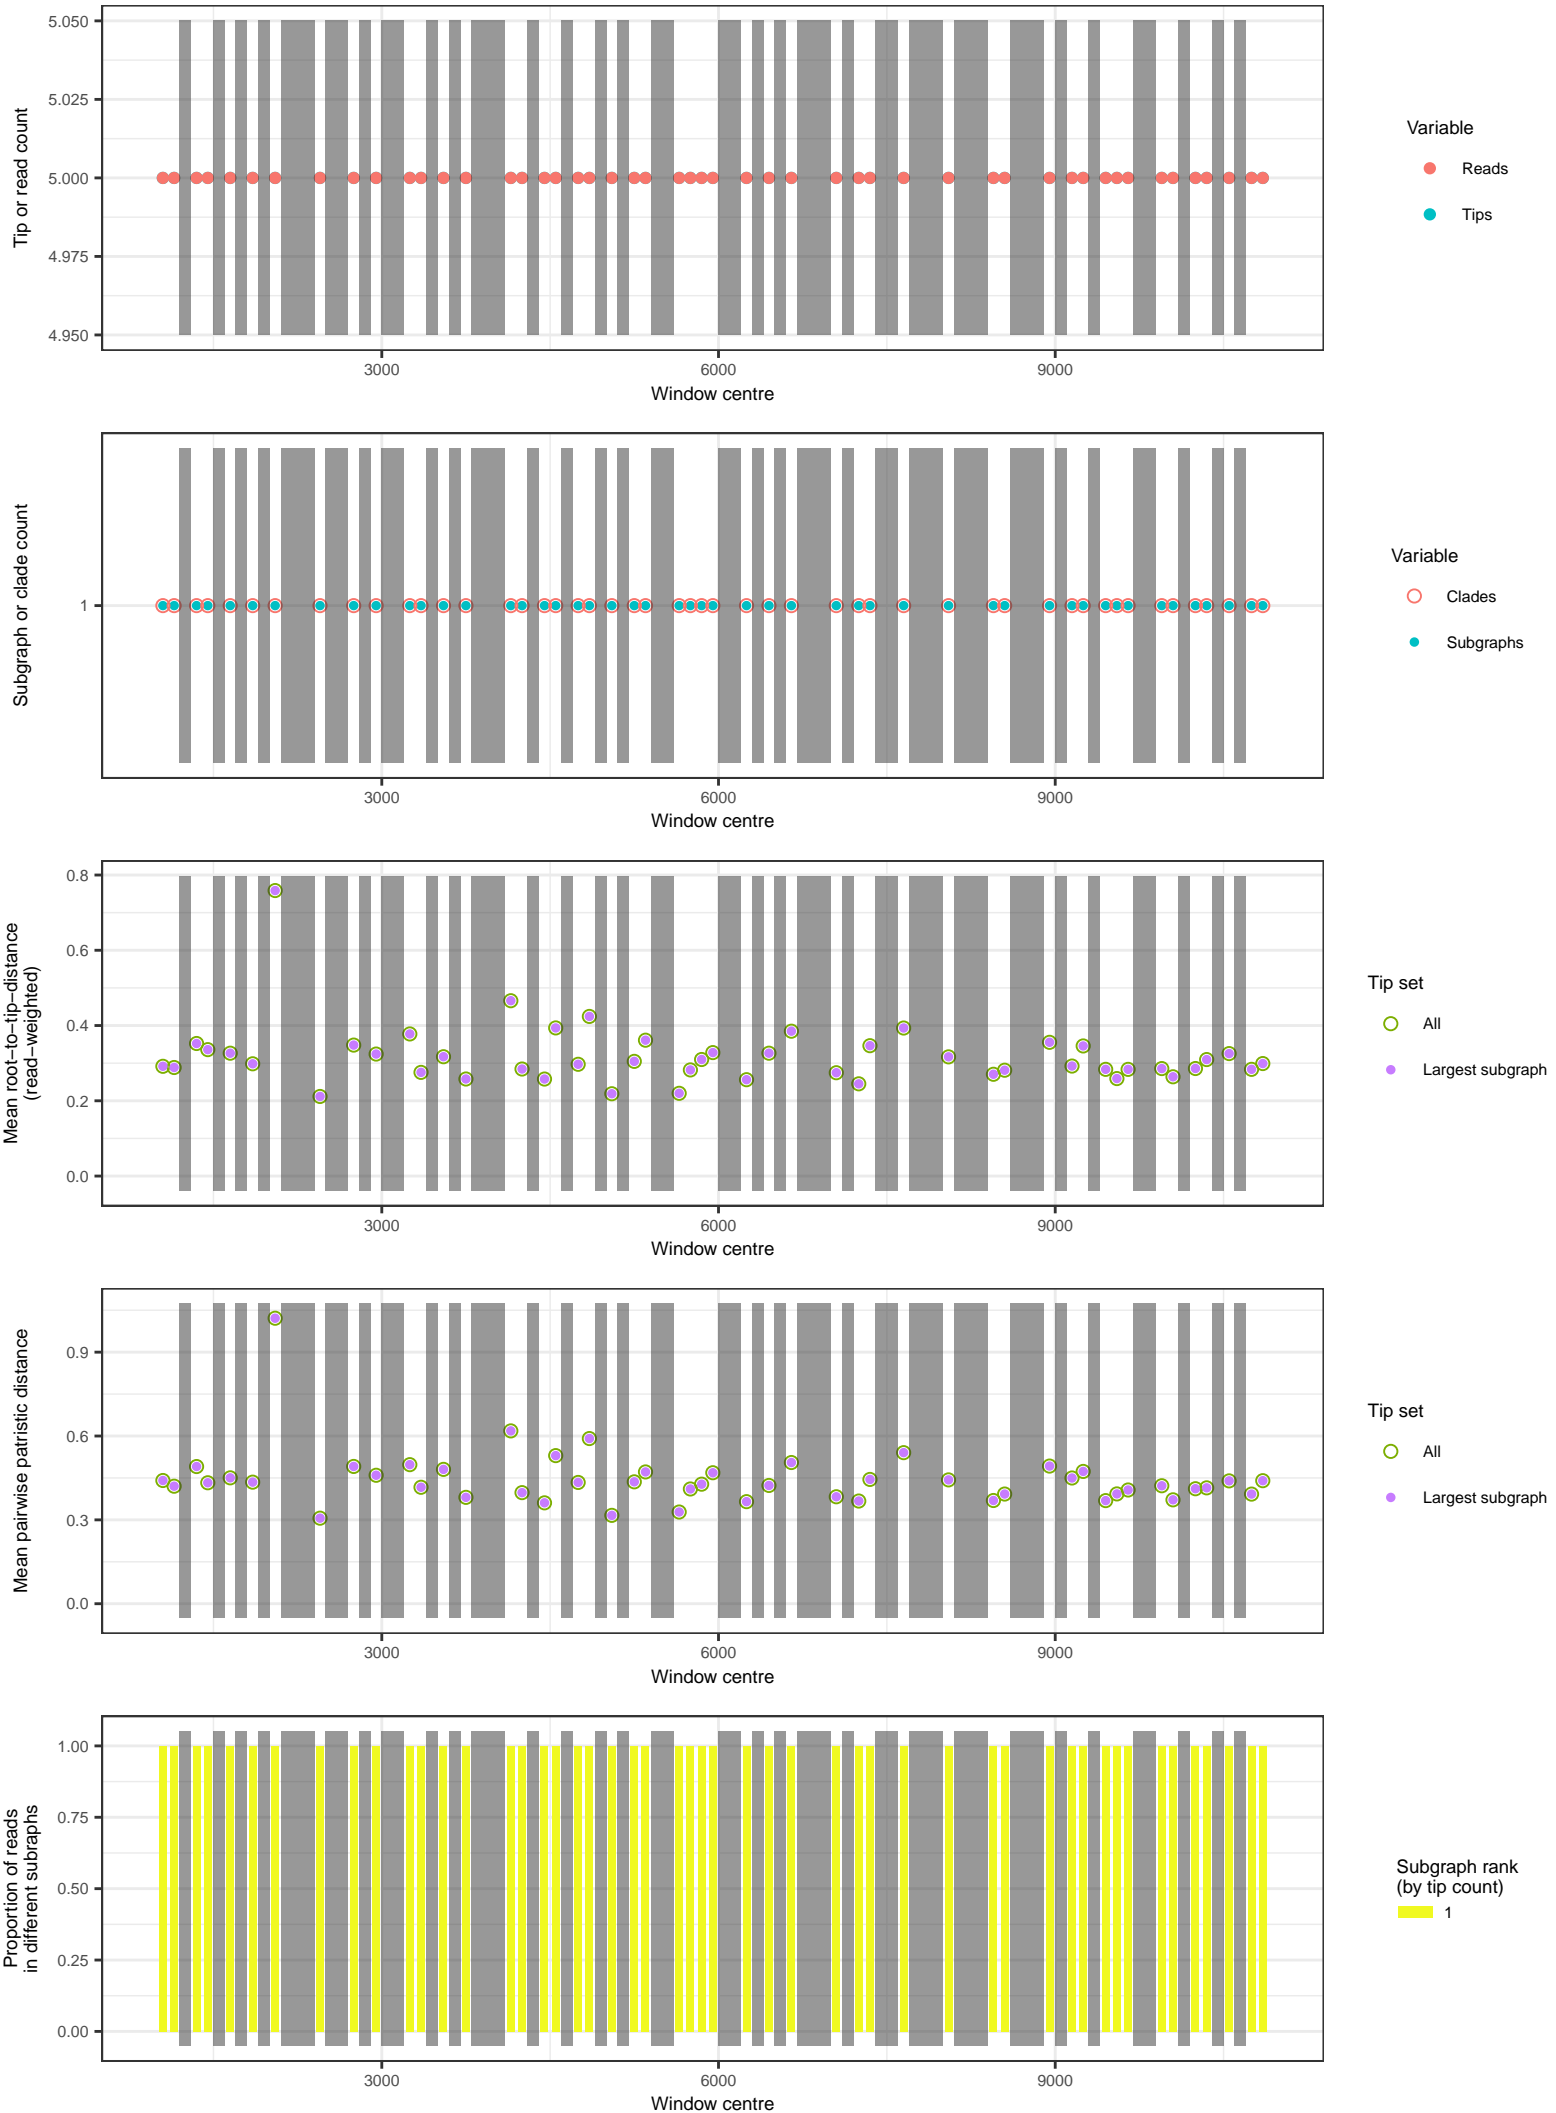 5.050
5.025
5.000
4.975
4.950
Tip or read count
3000 6000 9000
Window centre
Variable
Reads
Tips
1
Subgraph or clade count
3000 6000 9000
Window centre
Variable
Clades
Subgraphs
0.8
0.6
0.4
0.2
0.0
Mean root−to−tip−distance
(read−weighted)
3000 6000 9000
Window centre
Tip set
All
Largest subgraph
0.9
0.6
0.3
0.0
Mean pairwise patristic distance
3000 6000 9000
Window centre
Tip set
All
Largest subgraph
1.00
0.75
0.50
0.25
0.00
Proportion of reads
in different subraphs
3000 6000 9000
Window centre
Subgraph rank
(by tip count)
1